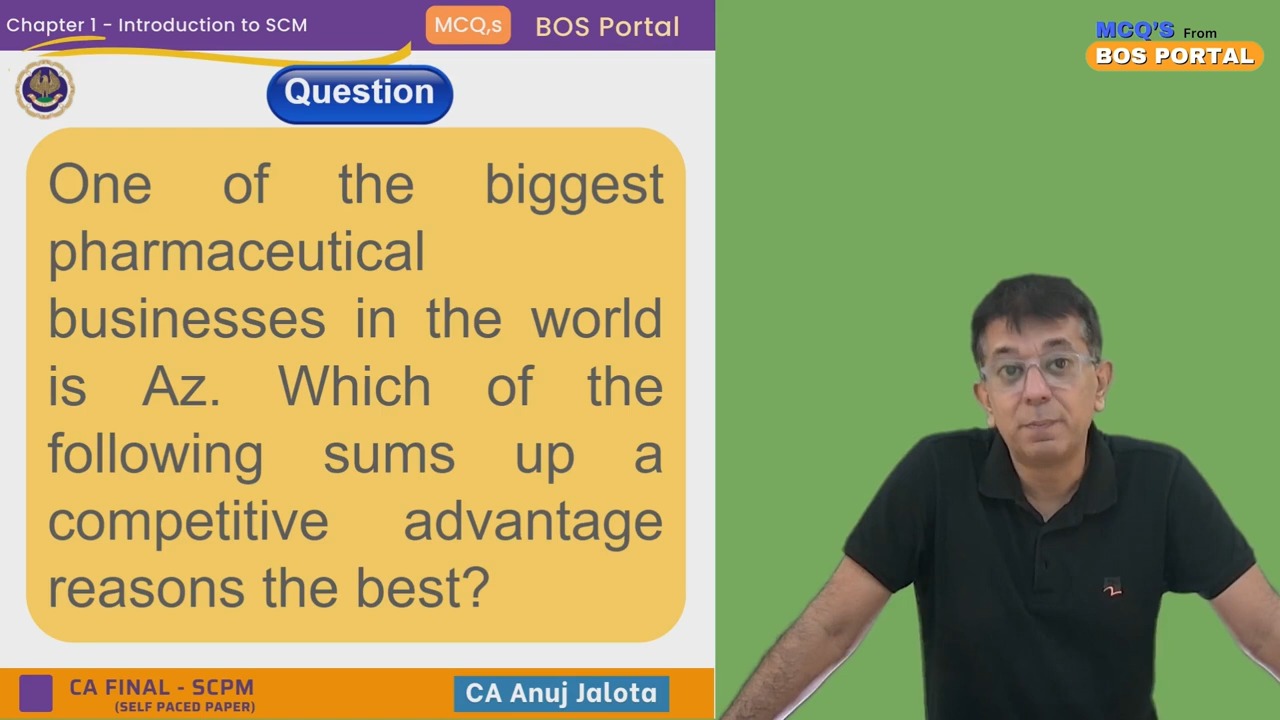 Chapter 1 - Introduction to SCM
MCQ,s
BOS Portal
MCQ'S From
BOS PORTAL
Question
One of the biggest
pharmaceutical
businesses in the world
is Az. Which of the
following sums up a
competitive advantage
reasons the best?
CA FINAL - SCPM
(SELF PACED PAPER)
CA Anuj Jalota